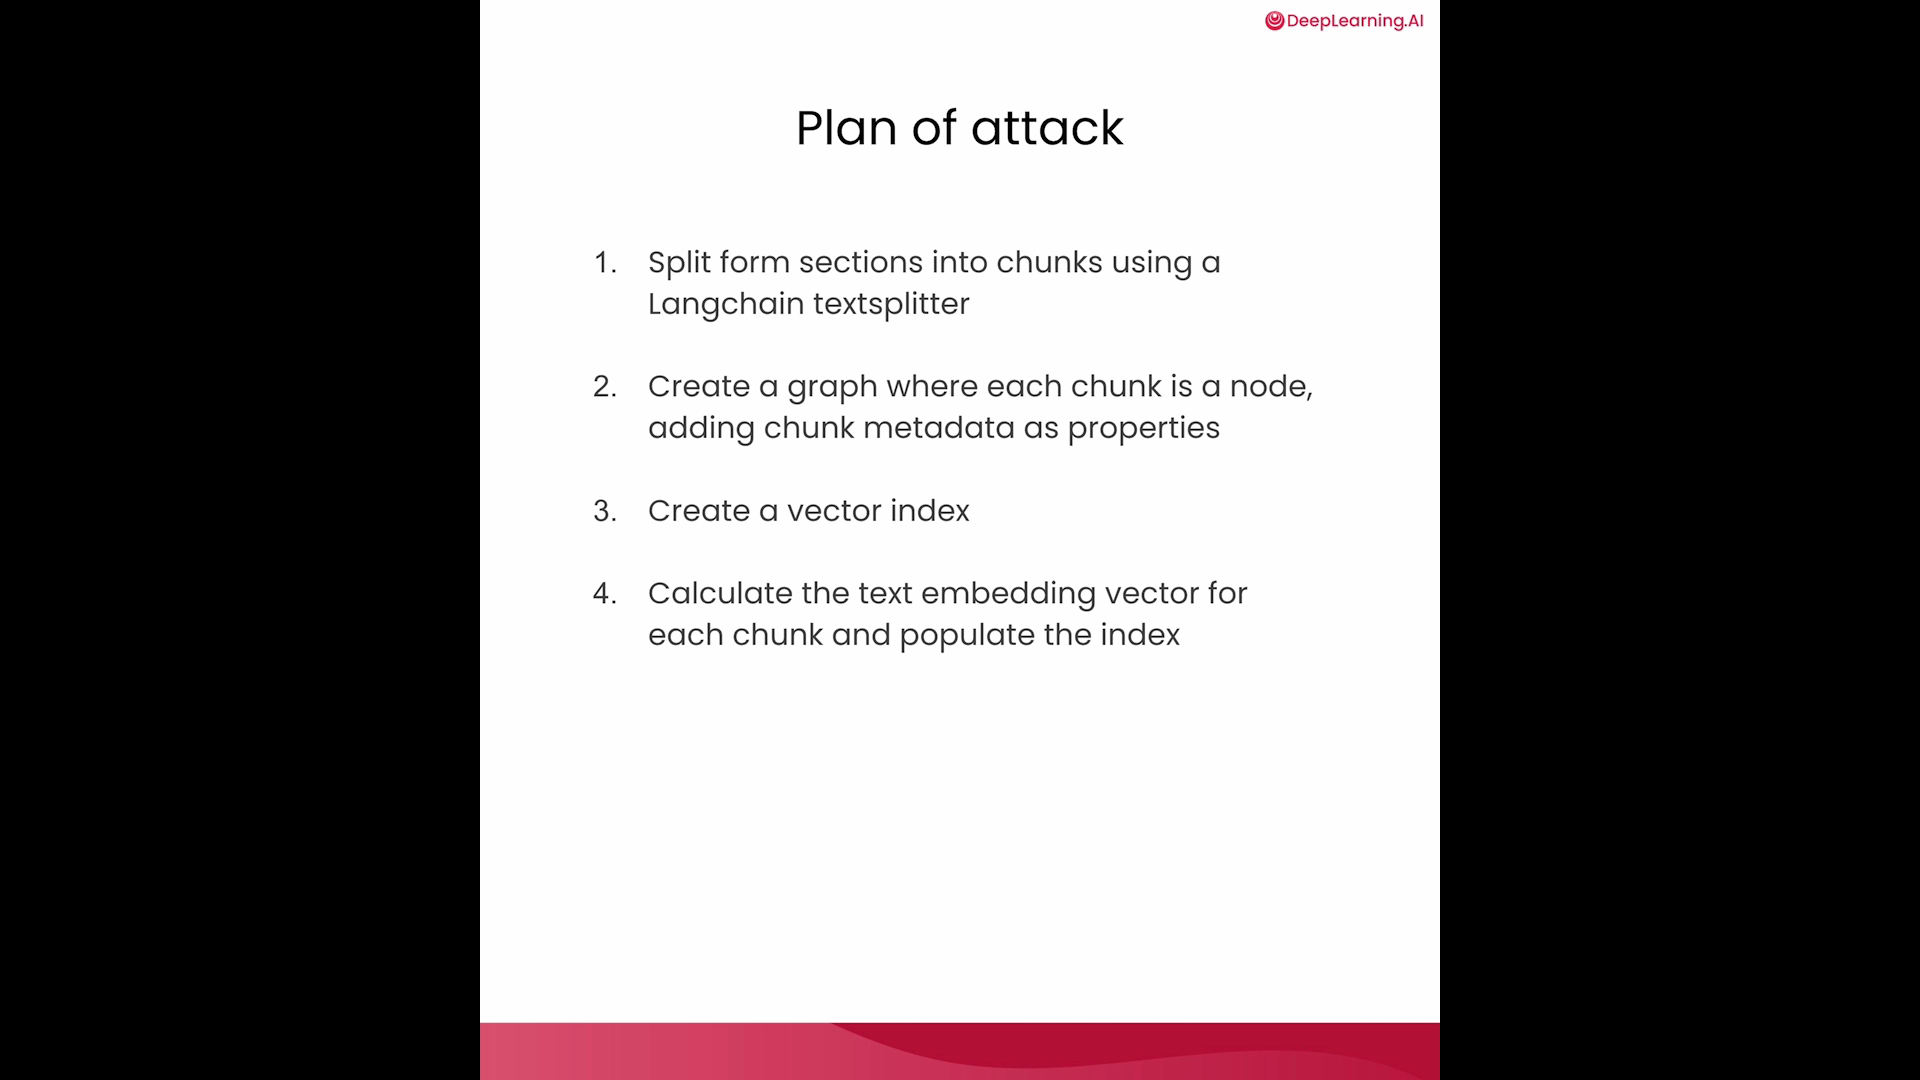 DeepLearning.AI
Plan of attack
1. Split form sections into chunks using a
Langchain textsplitter
2. Create a graph where each chunk is a node,
adding chunk metadata as properties
3. Create a vector index
4. Calculate the text embedding vector for
each chunk and populate the index